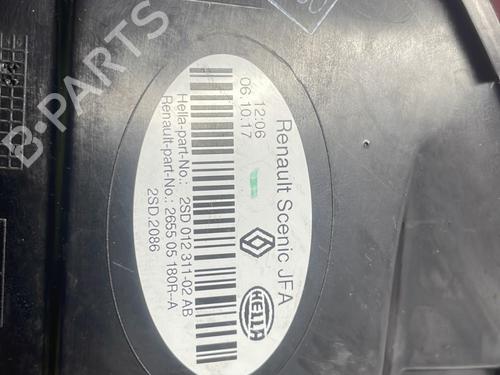 Renault Scenic JFA
12:06
06.10.17
HELLA
Hella-part-No.: 2SD 012 311-02 AB
Renault-part-No.: 2655 05 180R-A
2SD.2086
B-PARTS